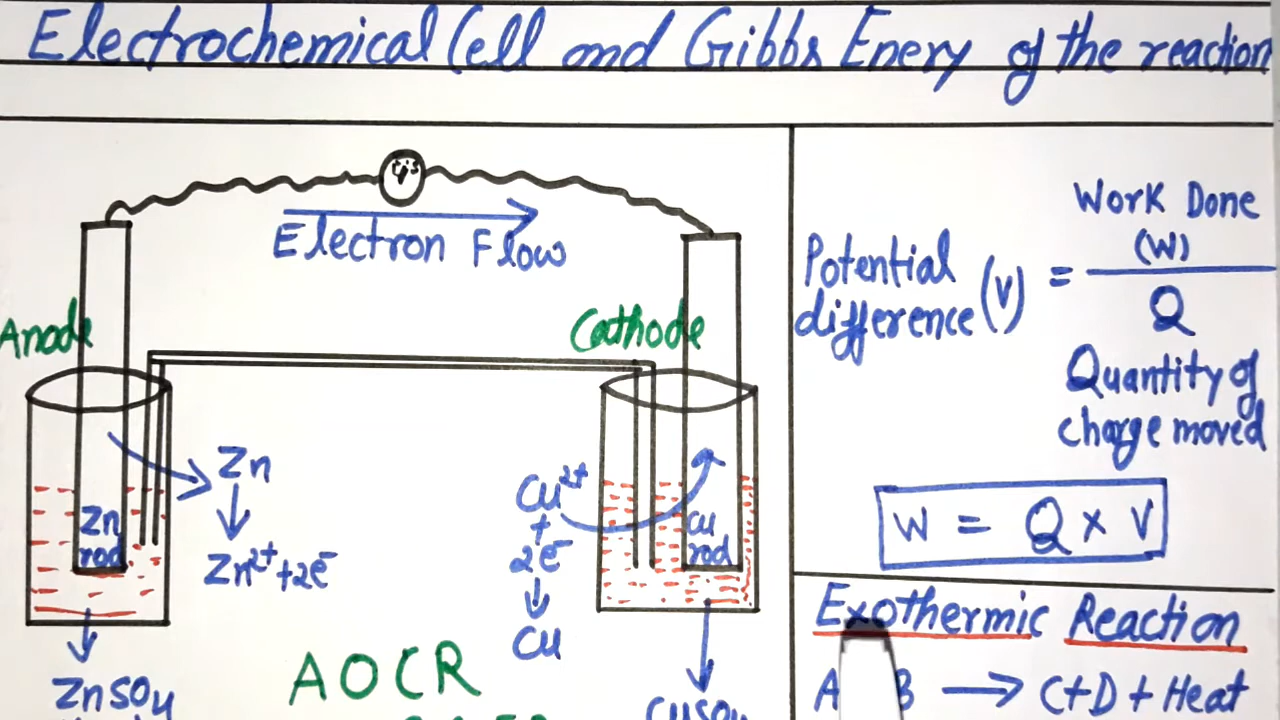 Electrochemical Cell and Gibbs Enery of the reaction
Electron Flow
Anode
Cathode
Zn
Zn²⁺+2e⁻
Zn
rod
ZnSO₄
Cu²⁺
+
2e⁻
Cu
Cu
rod
AOCR
Potential
difference (V) =
Work Done
(W)
Q
Quantity of
charge moved
W = Q × V
Exothermic Reaction
A B → C+D + Heat